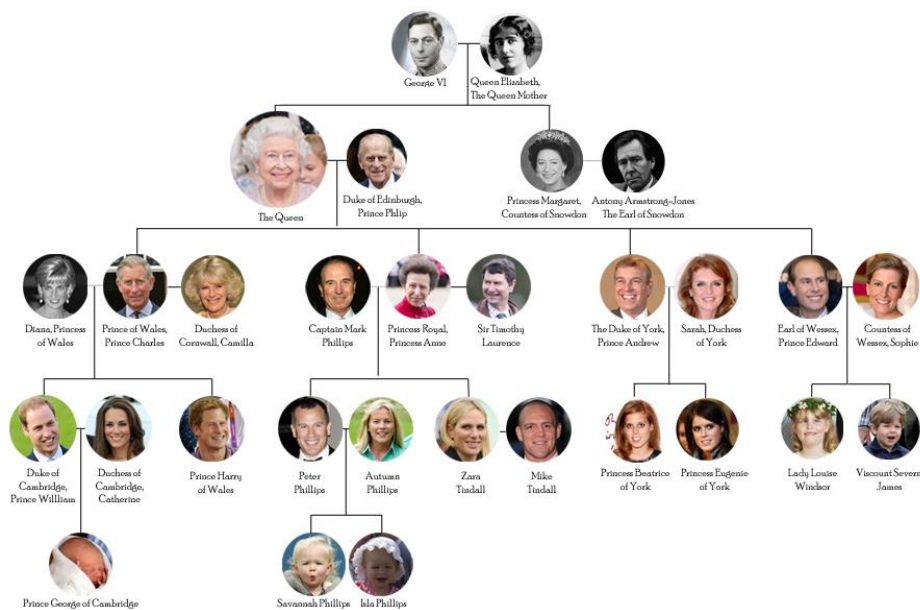 George VI
Queen Elizabeth,
The Queen Mother
The Queen
Duke of Edinburgh,
Prince Phlip
Princess Margaret,
Countess of Snowdon
Antony Armstrong-Jones
The Earl of Snowdon
Diana, Princess
of Wales
Prince of Wales,
Prince Charles
Duchess of
Cornwall, Camilla
Captain Mark
Phillips
Princess Royal,
Princess Anne
Sir Timothy
Laurence
The Duke of York,
Prince Andrew
Sarah, Duchess
of York
Earl of Wessex,
Prince Edward
Countess of
Wessex, Sophie
Duke of
Cambridge,
Prince Willliam
Duchess of
Cambridge,
Catherine
Prince Harry
of Wales
Peter
Phillips
Autumn
Phillips
Zara
Tindall
Mike
Tindall
Princess Beatrice
of York
Princess Eugenie
of York
Lady Louise
Windsor
Viscount Severn
James
Prince George of Cambridge
Savannah Phillips
Isla Phillips